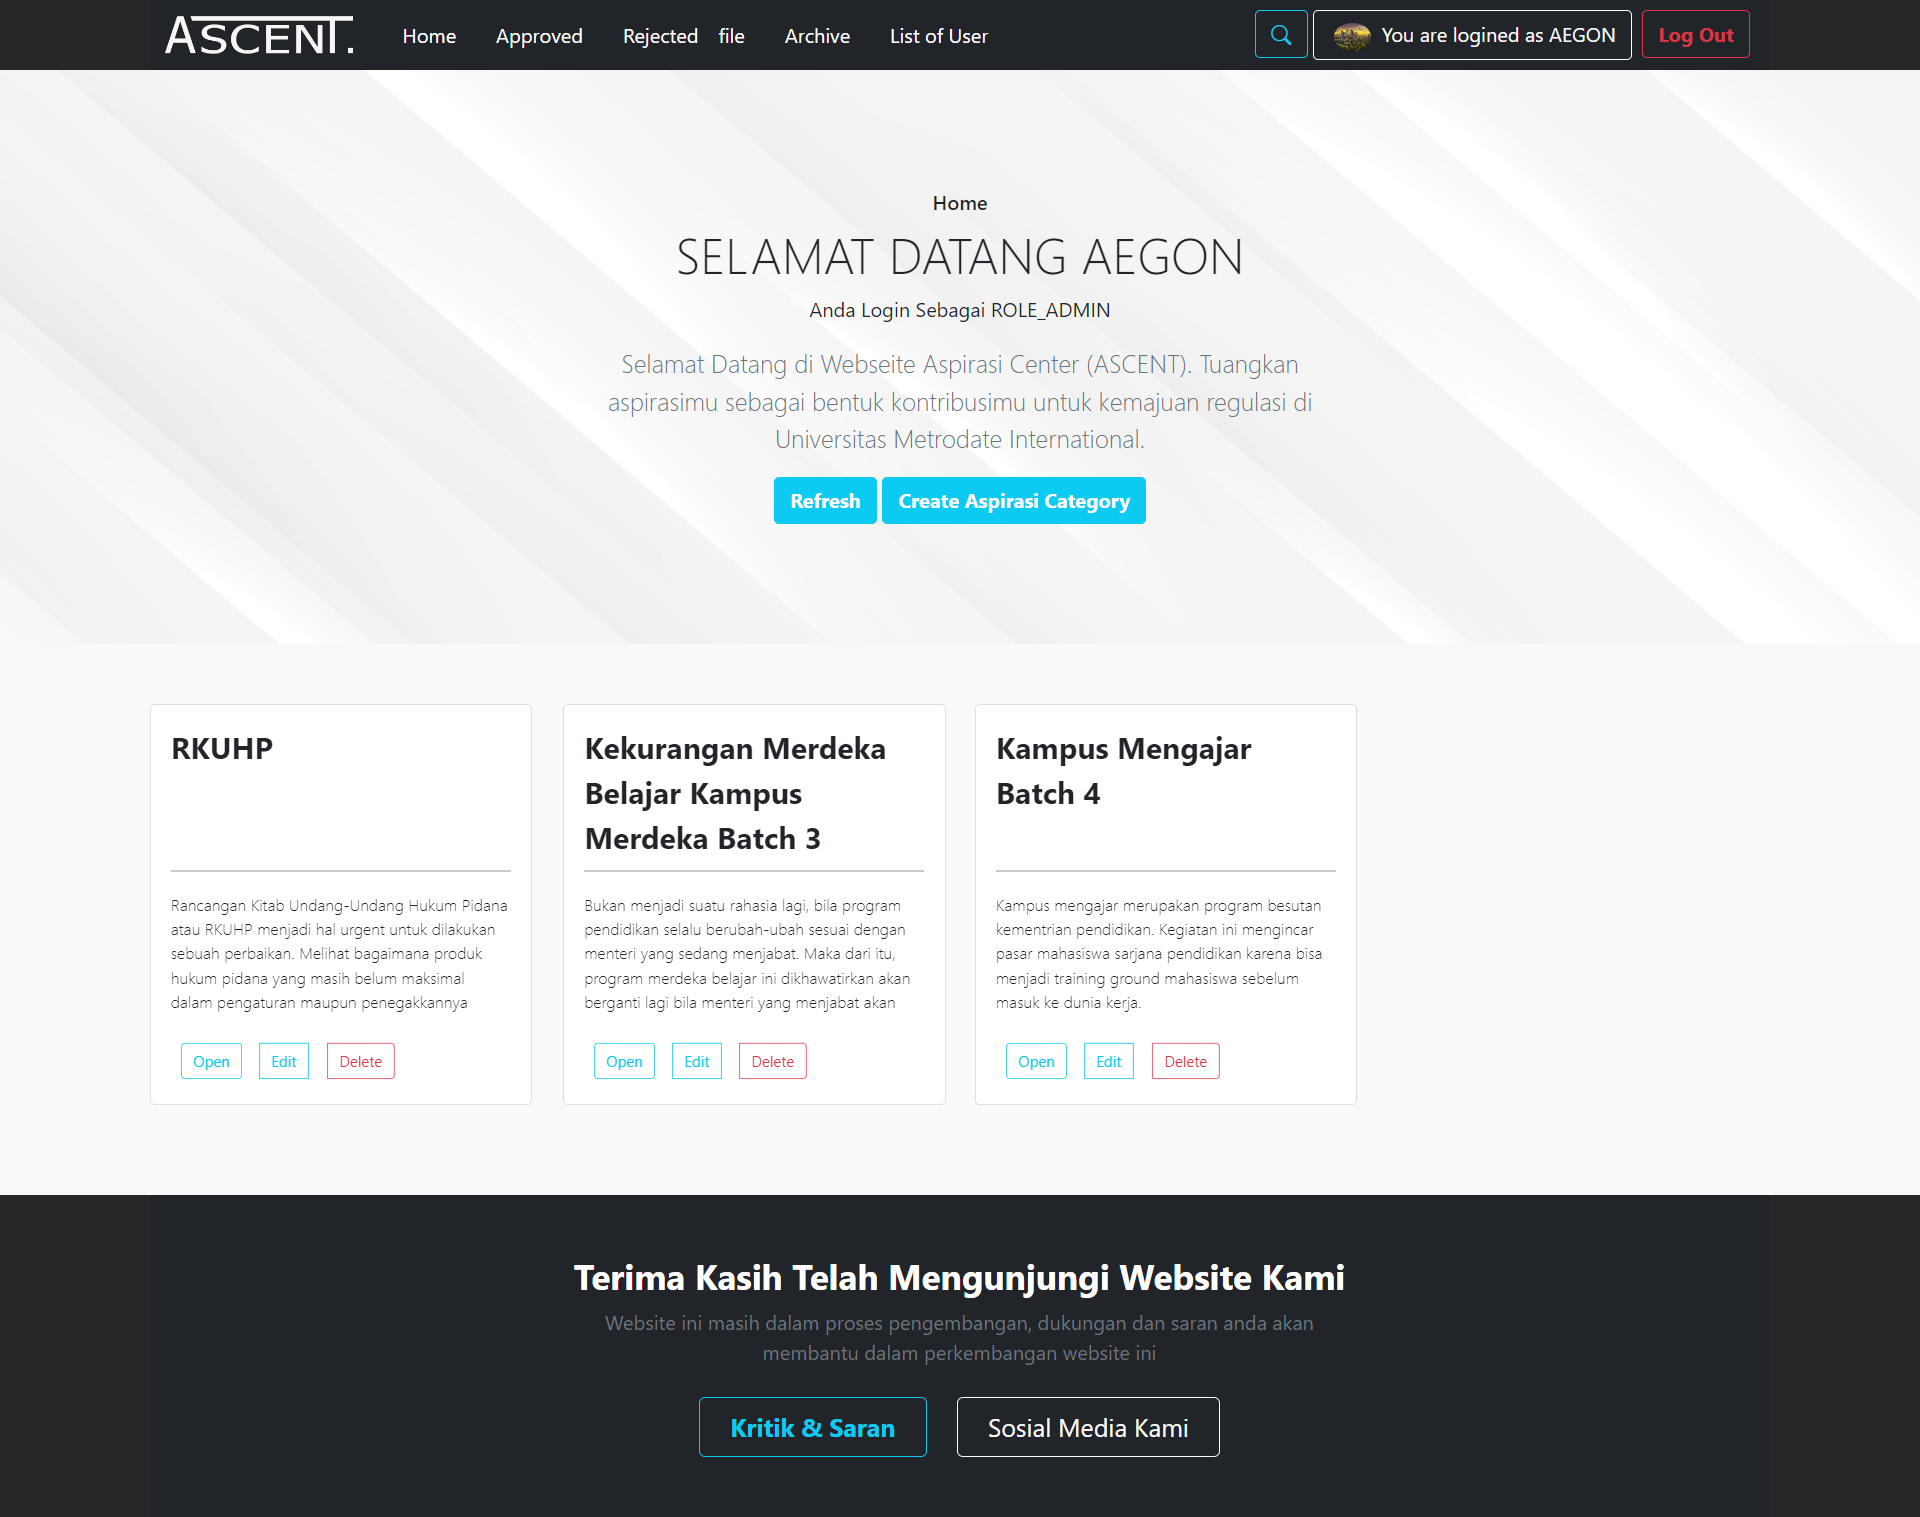 ASCENT.
Home Approved Rejected file Archive List of User
You are logined as AEGON
Log Out
Home
SELAMAT DATANG AEGON
Anda Login Sebagai ROLE_ADMIN
Selamat Datang di Webseite Aspirasi Center (ASCENT). Tuangkan
aspirasimu sebagai bentuk kontribusimu untuk kemajuan regulasi di
Universitas Metrodate International.
Refresh
Create Aspirasi Category
RKUHP
Rancangan Kitab Undang-Undang Hukum Pidana
atau RKUHP menjadi hal urgent untuk dilakukan
sebuah perbaikan. Melihat bagaimana produk
hukum pidana yang masih belum maksimal
dalam pengaturan maupun penegakkannya
Open Edit Delete
Kekurangan Merdeka
Belajar Kampus
Merdeka Batch 3
Bukan menjadi suatu rahasia lagi, bila program
pendidikan selalu berubah-ubah sesuai dengan
menteri yang sedang menjabat. Maka dari itu,
program merdeka belajar ini dikhawatirkan akan
berganti lagi bila menteri yang menjabat akan
Open Edit Delete
Kampus Mengajar
Batch 4
Kampus mengajar merupakan program besutan
kementrian pendidikan. Kegiatan ini mengincar
pasar mahasiswa sarjana pendidikan karena bisa
menjadi training ground mahasiswa sebelum
masuk ke dunia kerja.
Open Edit Delete
Terima Kasih Telah Mengunjungi Website Kami
Website ini masih dalam proses pengembangan, dukungan dan saran anda akan
membantu dalam perkembangan website ini
Kritik & Saran
Sosial Media Kami